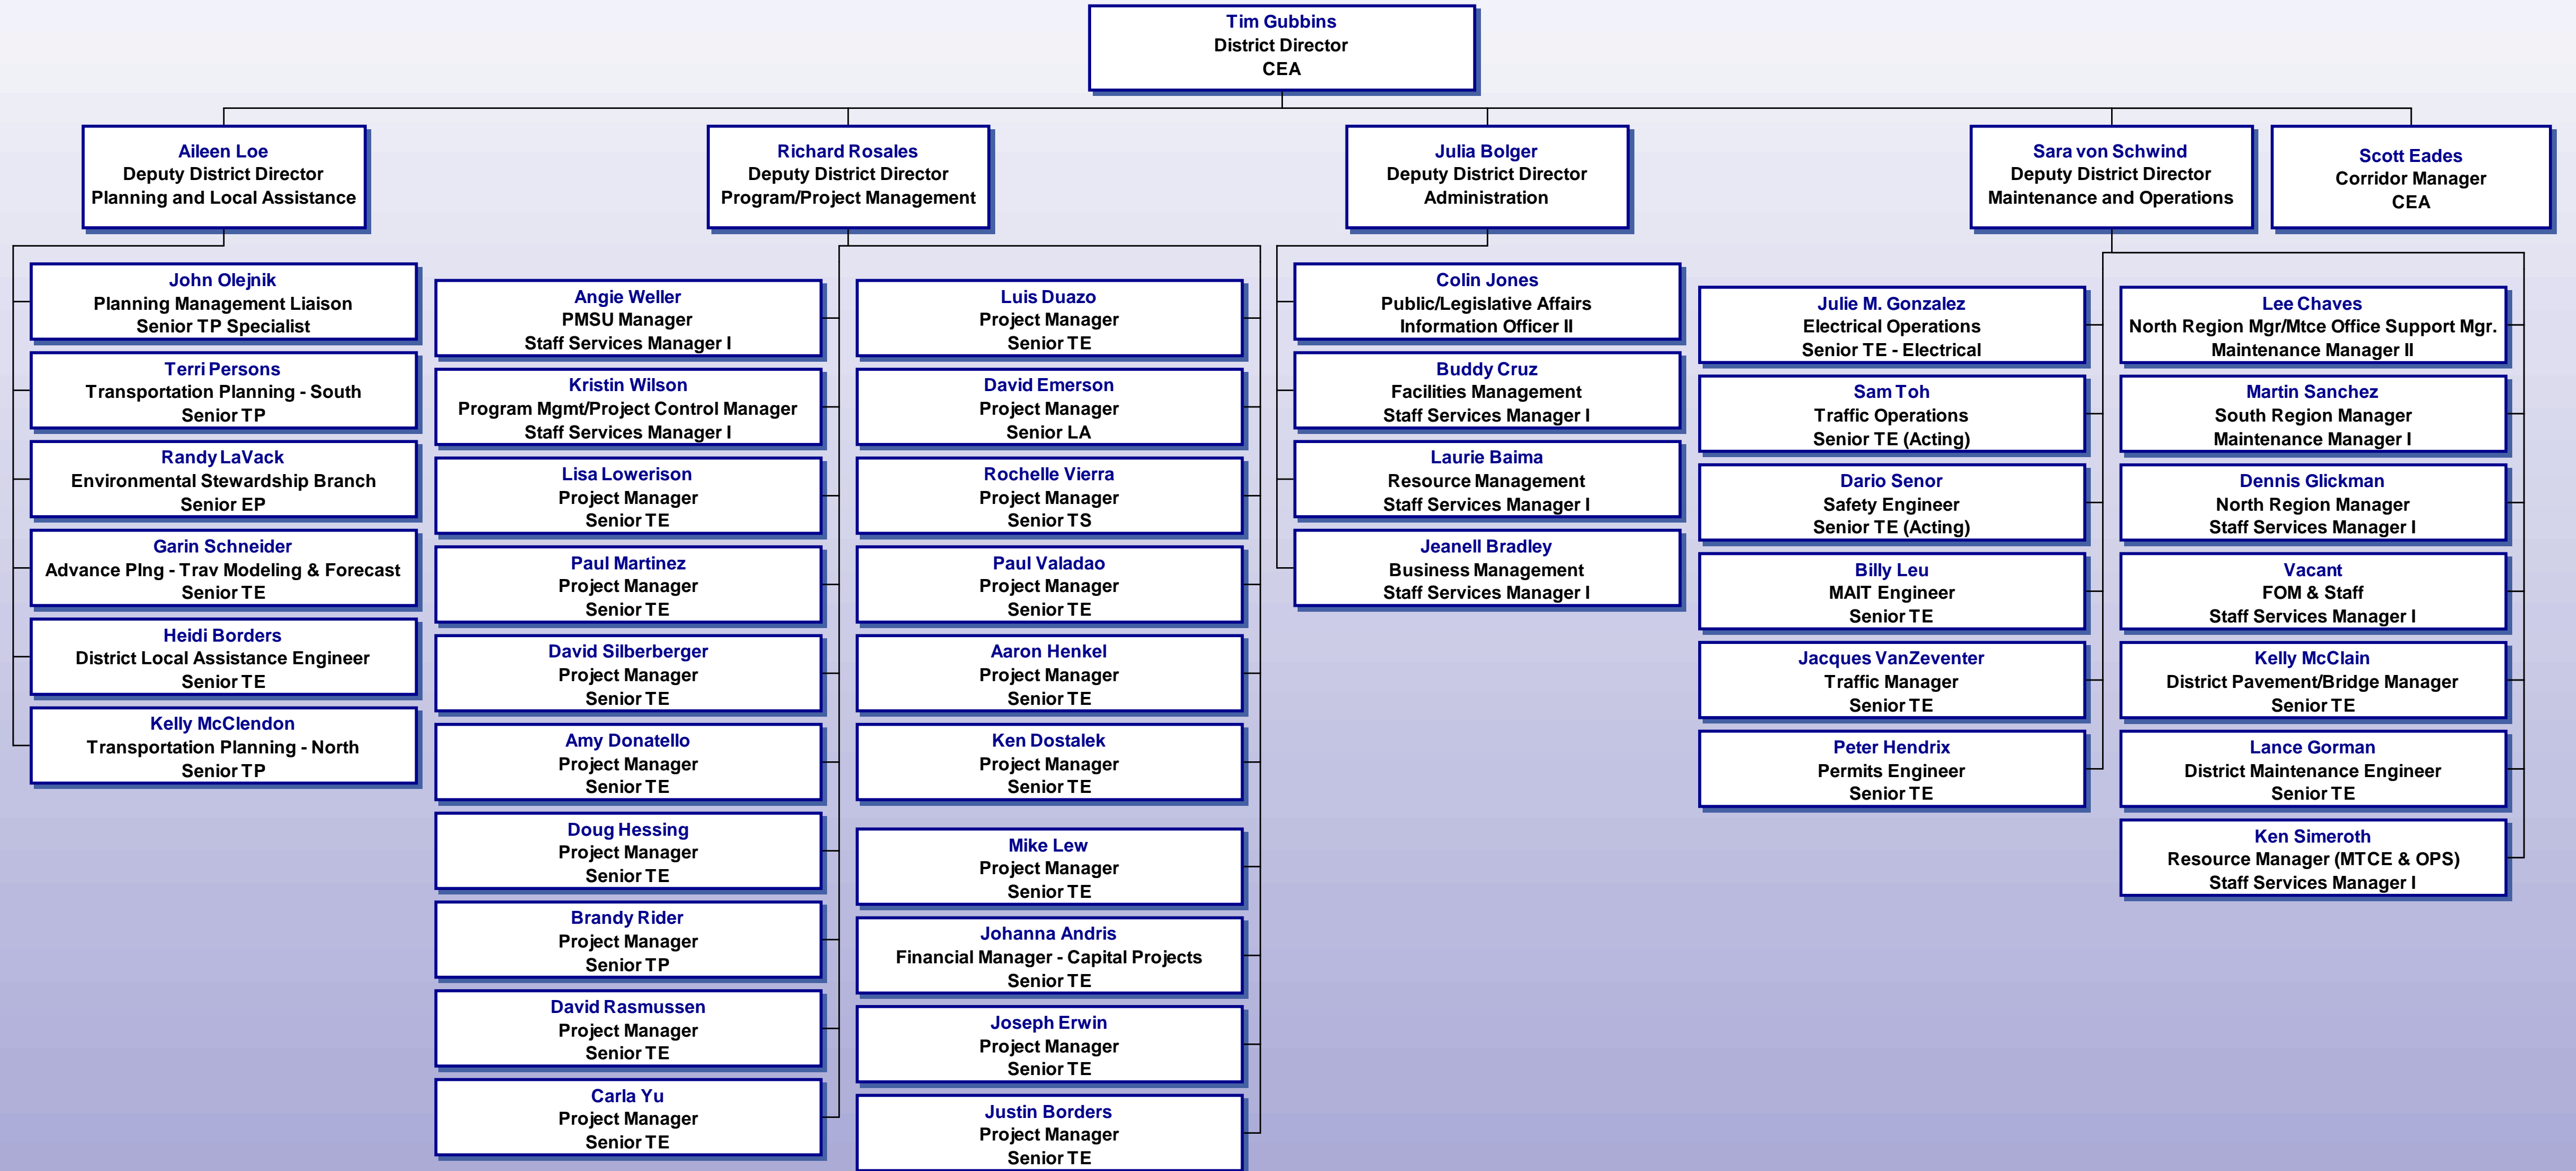 Tim Gubbins
District Director
CEA
Aileen Loe
Deputy District Director
Planning and Local Assistance
Richard Rosales
Deputy District Director
Program/Project Management
Julia Bolger
Deputy District Director
Administration
Sara von Schwind
Deputy District Director
Maintenance and Operations
Scott Eades
Corridor Manager
CEA
John Olejnik
Planning Management Liaison
Senior TP Specialist
Terri Persons
Transportation Planning - South
Senior TP
Randy LaVack
Environmental Stewardship Branch
Senior EP
Garin Schneider
Advance Plng - Trav Modeling & Forecast
Senior TE
Heidi Borders
District Local Assistance Engineer
Senior TE
Kelly McClendon
Transportation Planning - North
Senior TP
Angie Weller
PMSU Manager
Staff Services Manager I
Kristin Wilson
Program Mgmt/Project Control Manager
Staff Services Manager I
Lisa Lowerison
Project Manager
Senior TE
Paul Martinez
Project Manager
Senior TE
David Silberberger
Project Manager
Senior TE
Amy Donatello
Project Manager
Senior TE
Doug Hessing
Project Manager
Senior TE
Brandy Rider
Project Manager
Senior TP
David Rasmussen
Project Manager
Senior TE
Carla Yu
Project Manager
Senior TE
Luis Duazo
Project Manager
Senior TE
David Emerson
Project Manager
Senior LA
Rochelle Vierra
Project Manager
Senior TS
Paul Valadao
Project Manager
Senior TE
Aaron Henkel
Project Manager
Senior TE
Ken Dostalek
Project Manager
Senior TE
Mike Lew
Project Manager
Senior TE
Johanna Andris
Financial Manager - Capital Projects
Senior TE
Joseph Erwin
Project Manager
Senior TE
Justin Borders
Project Manager
Senior TE
Colin Jones
Public/Legislative Affairs
Information Officer II
Buddy Cruz
Facilities Management
Staff Services Manager I
Laurie Baima
Resource Management
Staff Services Manager I
Jeanell Bradley
Business Management
Staff Services Manager I
Julie M. Gonzalez
Electrical Operations
Senior TE - Electrical
Sam Toh
Traffic Operations
Senior TE (Acting)
Dario Senor
Safety Engineer
Senior TE (Acting)
Billy Leu
MAIT Engineer
Senior TE
Jacques VanZeventer
Traffic Manager
Senior TE
Peter Hendrix
Permits Engineer
Senior TE
Lee Chaves
North Region Mgr/Mtce Office Support Mgr.
Maintenance Manager II
Martin Sanchez
South Region Manager
Maintenance Manager I
Dennis Glickman
North Region Manager
Staff Services Manager I
Vacant
FOM & Staff
Staff Services Manager I
Kelly McClain
District Pavement/Bridge Manager
Senior TE
Lance Gorman
District Maintenance Engineer
Senior TE
Ken Simeroth
Resource Manager (MTCE & OPS)
Staff Services Manager I